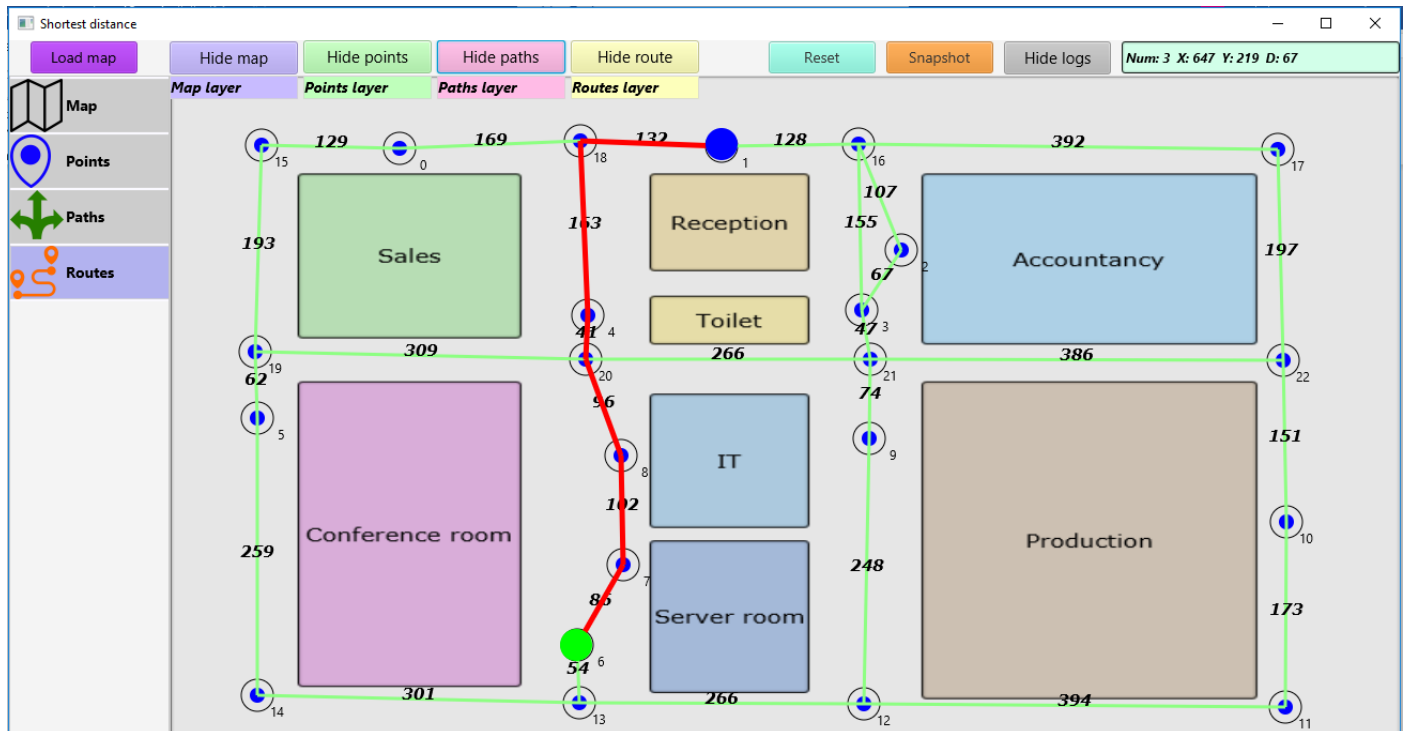 Shortest distance
Load map Hide map Hide points Hide paths Hide route Reset Snapshot Hide logs Num: 3 X: 647 Y: 219 D: 67
Map layer Points layer Paths layer Routes layer
Map
Points
Paths
Routes
129 169 132 128 392
15 0 18 1 16 17
107
193 163 Reception 155 197
Sales 67 2 Accountancy
Toilet
41 4 47 3
309 266 386
19 20 21 22
62 96 74
5 8 IT 9 151
102
Conference room 10
259 7 248 Production
86 173
Server room
6
54
301 266 394
14 13 12 11